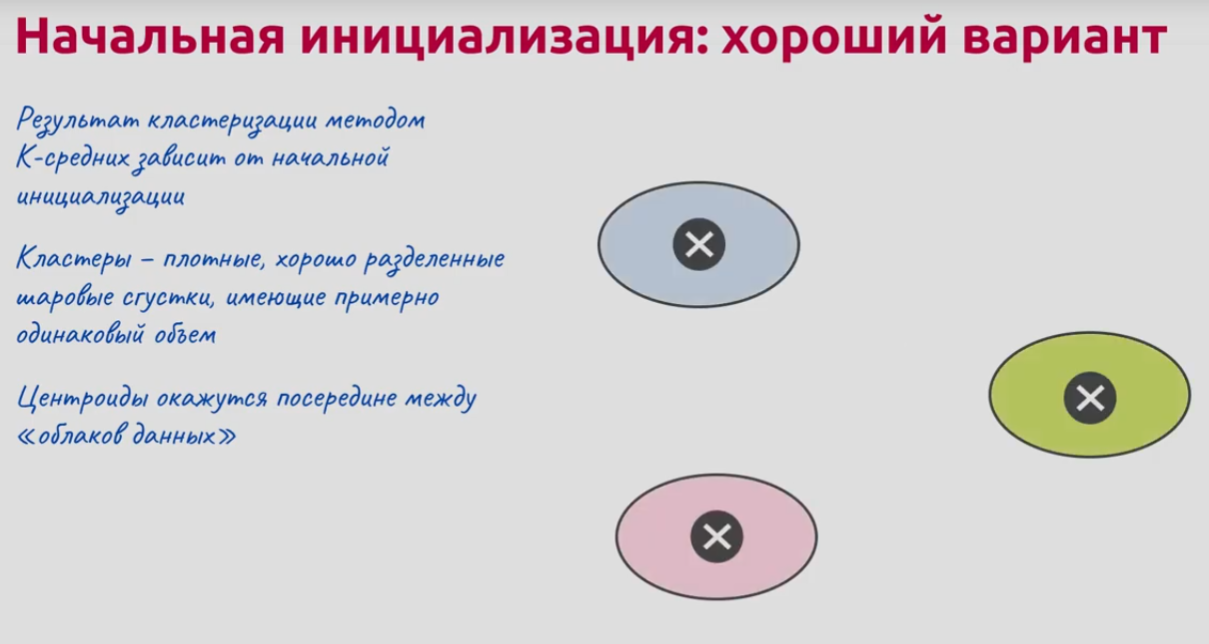 Начальная инициализация: хороший вариант
Результат кластеризации методом
К-средних зависит от начальной
инициализации
Кластеры – плотные, хорошо разделенные
шаровые сгустки, имеющие примерно
одинаковый объем
Центроиды окажутся посередине между
«облаков данных»